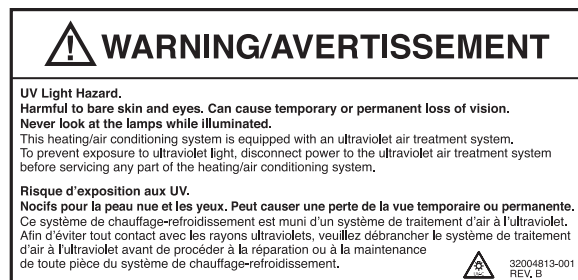 WARNING/AVERTISSEMENT
UV Light Hazard.
Harmful to bare skin and eyes. Can cause temporary or permanent loss of vision.
Never look at the lamps while illuminated.
This heating/air conditioning system is equipped with an ultraviolet air treatment system.
To prevent exposure to ultraviolet light, disconnect power to the ultraviolet air treatment system
before servicing any part of the heating/air conditioning system.
Risque d'exposition aux UV.
Nocifs pour la peau nue et les yeux. Peut causer une perte de la vue temporaire ou permanente.
Ce système de chauffage-refroidissement est muni d'un système de traitement d'air à l'ultraviolet.
Afin d'éviter tout contact avec les rayons ultraviolets, veuillez débrancher le système de traitement
d'air à l'ultraviolet avant de procéder à la réparation ou à la maintenance
de toute pièce du système de chauffage-refroidissement.
32004813-001
REV. B